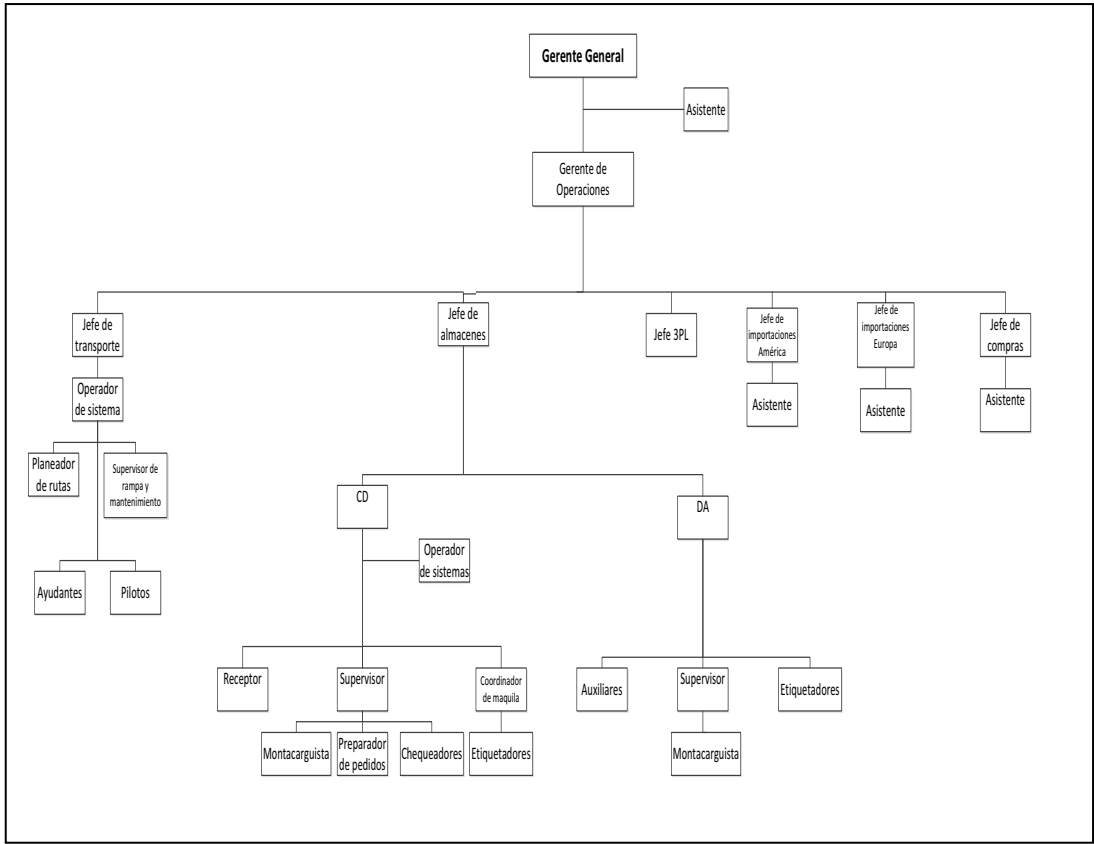 Gerente General
Asistente
Gerente de
Operaciones
Jefe de
transporte
Jefe de
almacenes
Jefe 3PL
Jefe de
importaciones
América
Jefe de
importaciones
Europa
Jefe de
compras
Operador
de sistema
Asistente
Asistente
Asistente
Planeador
de rutas
Supervisor de
rampa y
mantenimiento
CD
DA
Operador
de sistemas
Ayudantes
Pilotos
Receptor
Supervisor
Coordinador
de maquila
Auxiliares
Supervisor
Etiquetadores
Montacarguista
Preparador
de pedidos
Chequeadores
Etiquetadores
Montacarguista